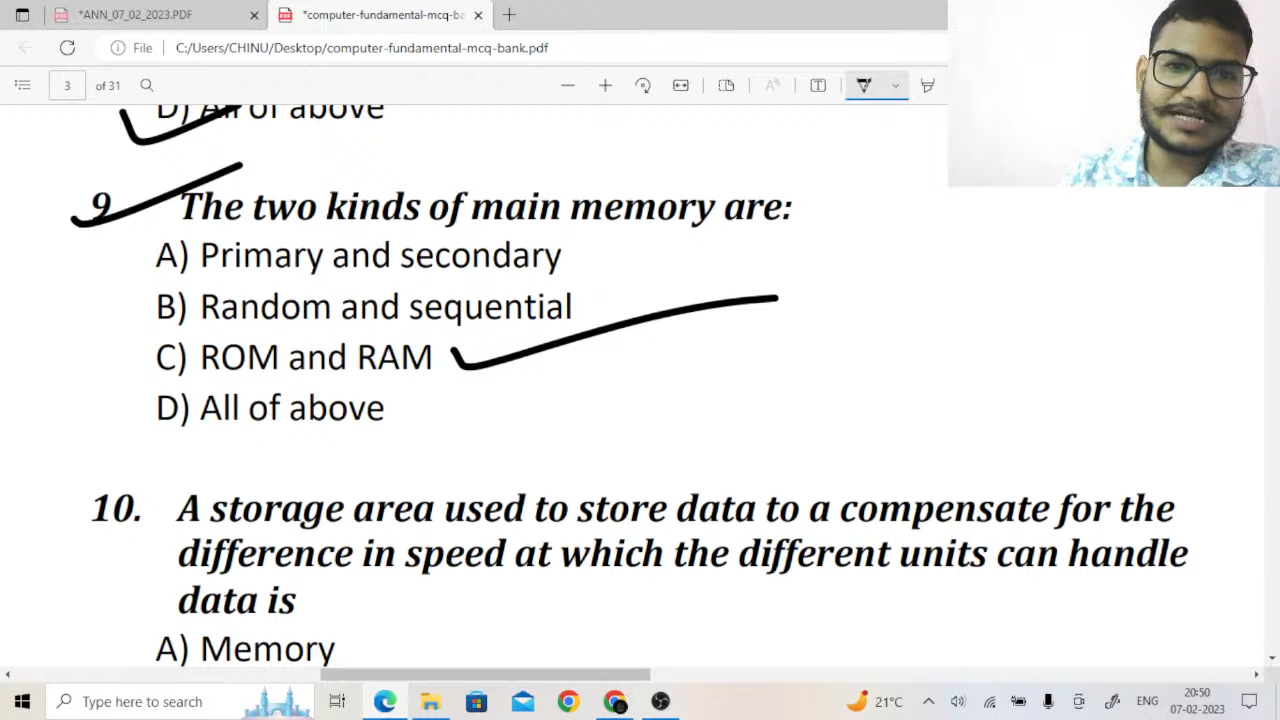 *ANN_07_02_2023.PDF
*computer-fundamental-mcq-ba
File
C:/Users/CHINU/Desktop/computer-fundamental-mcq-bank.pdf
3 of 31
D) All of above
9 The two kinds of main memory are:
A) Primary and secondary
B) Random and sequential
C) ROM and RAM
D) All of above
10. A storage area used to store data to a compensate for the
difference in speed at which the different units can handle
data is
A) Memory
Type here to search
21°C
ENG
20:50
07-02-2023